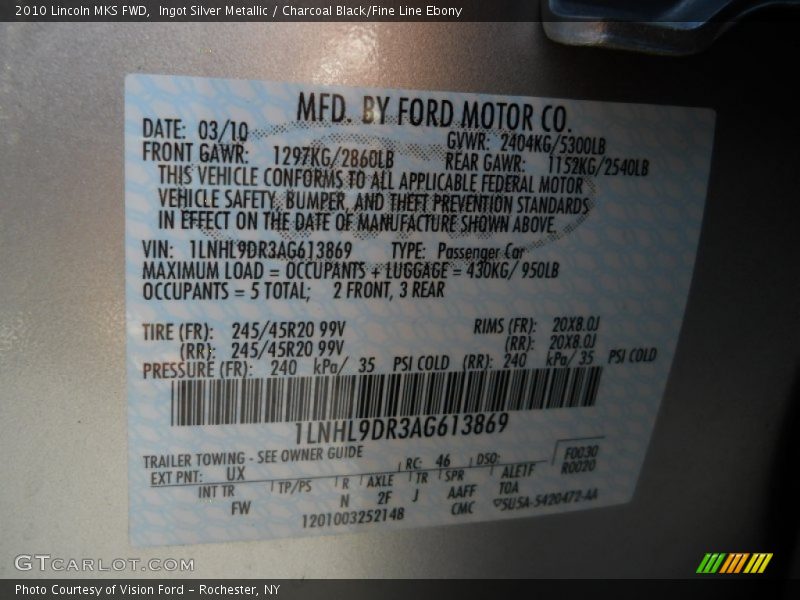 2010 Lincoln MKS FWD,  Ingot Silver Metallic / Charcoal Black/Fine Line Ebony
MFD. BY FORD MOTOR CO.
DATE: 03/10 GVWR: 2404KG/5300LB
FRONT GAWR: 1297KG/2860LB REAR GAWR: 1152KG/2540LB
THIS VEHICLE CONFORMS TO ALL APPLICABLE FEDERAL MOTOR
VEHICLE SAFETY, BUMPER, AND THEFT PREVENTION STANDARDS
IN EFFECT ON THE DATE OF MANUFACTURE SHOWN ABOVE.
VIN: 1LNHL9DR3AG613869 TYPE: Passenger Car
MAXIMUM LOAD = OCCUPANTS + LUGGAGE = 430KG/ 950LB
OCCUPANTS = 5 TOTAL; 2 FRONT, 3 REAR
TIRE (FR): 245/45R20 99V RIMS (FR): 20X8.0J
(RR): 245/45R20 99V (RR): 20X8.0J
PRESSURE (FR): 240 kPa/ 35 PSI COLD (RR): 240 kPa/ 35 PSI COLD
1LNHL9DR3AG613869
TRAILER TOWING - SEE OWNER GUIDE
EXT PNT: UX RC: 46 DSO: F0030
R0020
INT TR TP/PS R AXLE TR SPR ALE1F
FW N 2F J AAFF TOA
1201003252148 CMC 5U5A-5420472-AA
GTCARLOT.COM
Photo Courtesy of Vision Ford - Rochester, NY